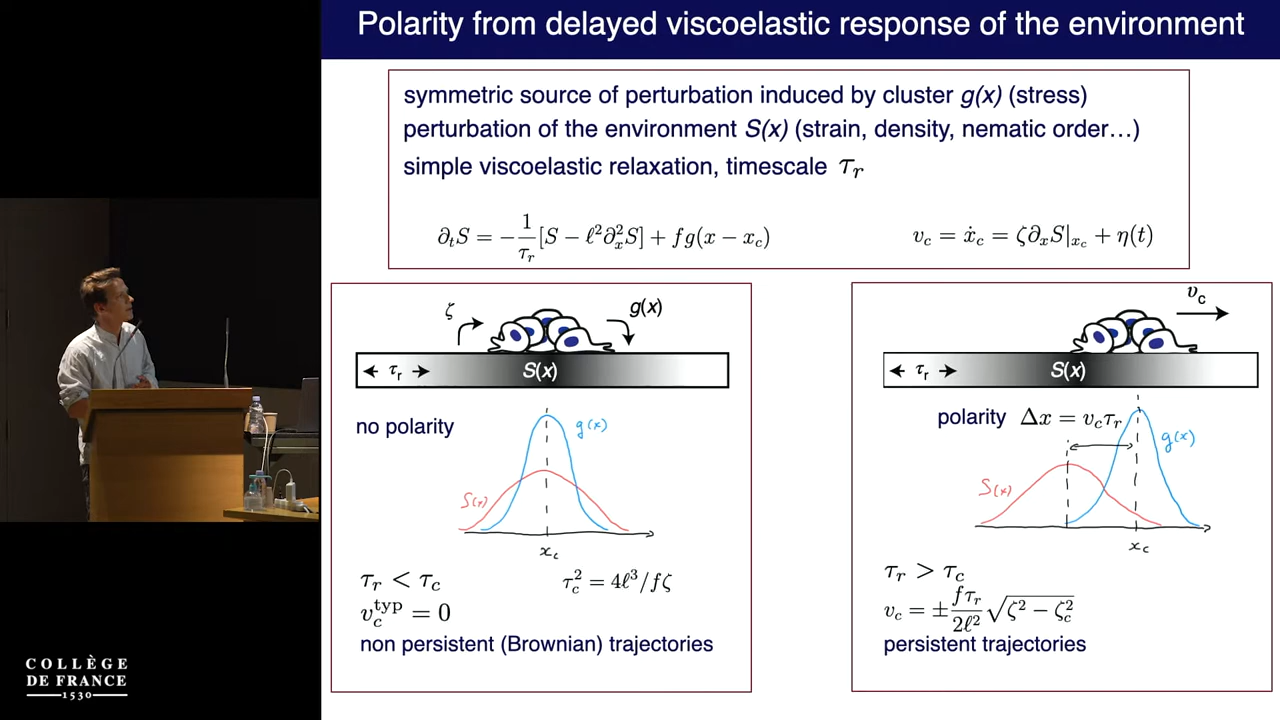 Polarity from delayed viscoelastic response of the environment
symmetric source of perturbation induced by cluster g(x) (stress)
perturbation of the environment S(x) (strain, density, nematic order…)
simple viscoelastic relaxation, timescale τ_r
∂_t S = −1/τ_r [S − ℓ²∂²_x S] + fg(x − x_c)
v_c = ẋ_c = ζ∂_x S|_{x_c} + η(t)
ζ
g(x)
τ_r
S(x)
no polarity
g(x)
S(x)
x_c
τ_r < τ_c
τ_c² = 4ℓ³/fζ
v_c^typ = 0
non persistent (Brownian) trajectories
v_c
τ_r
S(x)
polarity Δx = v_c τ_r
g(x)
S(x)
x_c
τ_r > τ_c
v_c = ± fτ_r/2ℓ² √(ζ² − ζ_c²)
persistent trajectories
COLLÈGE
DE FRANCE
1530